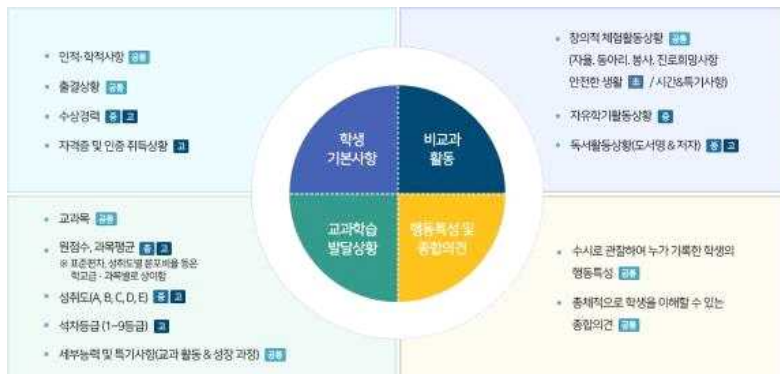 • 인적·학적사항 공통
• 출결상황 공통
• 수상경력 중 고
• 자격증 및 인증 취득상황 고
• 창의적 체험활동상황 공통
(자율, 동아리, 봉사, 진로희망사항
안전한 생활 초 / 시간&특기사항)
• 자유학기활동상황 중
• 독서활동상황(도서명 & 저자) 중 고
학생
기본사항
비교과
활동
교과학습
발달상황
행동특성 및
종합의견
• 교과목 공통
• 원점수, 과목평균 중 고
※ 표준편차, 성취도별 분포비율 등은
학교급·과목별로 상이함
• 성취도(A, B, C, D, E) 중 고
• 석차등급 (1~9등급) 고
• 세부능력 및 특기사항(교과 활동 & 성장 과정) 공통
• 수시로 관찰하여 누가 기록한 학생의
행동특성 공통
• 총체적으로 학생을 이해할 수 있는
종합의견 공통